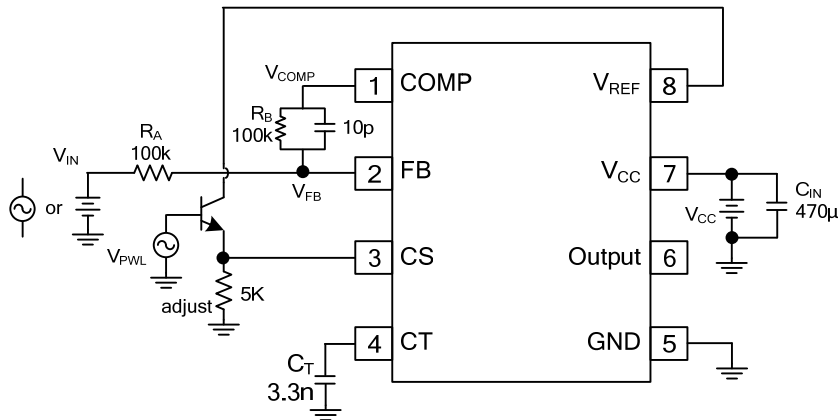 V_COMP
1 COMP
V_REF 8
R_B
100k
10p
R_A
100k
V_IN
2 FB
V_CC 7
V_FB
or
C_IN
470µ
V_CC
V_PWL
3 CS
Output 6
5K
adjust
4 CT
GND 5
C_T
3.3n